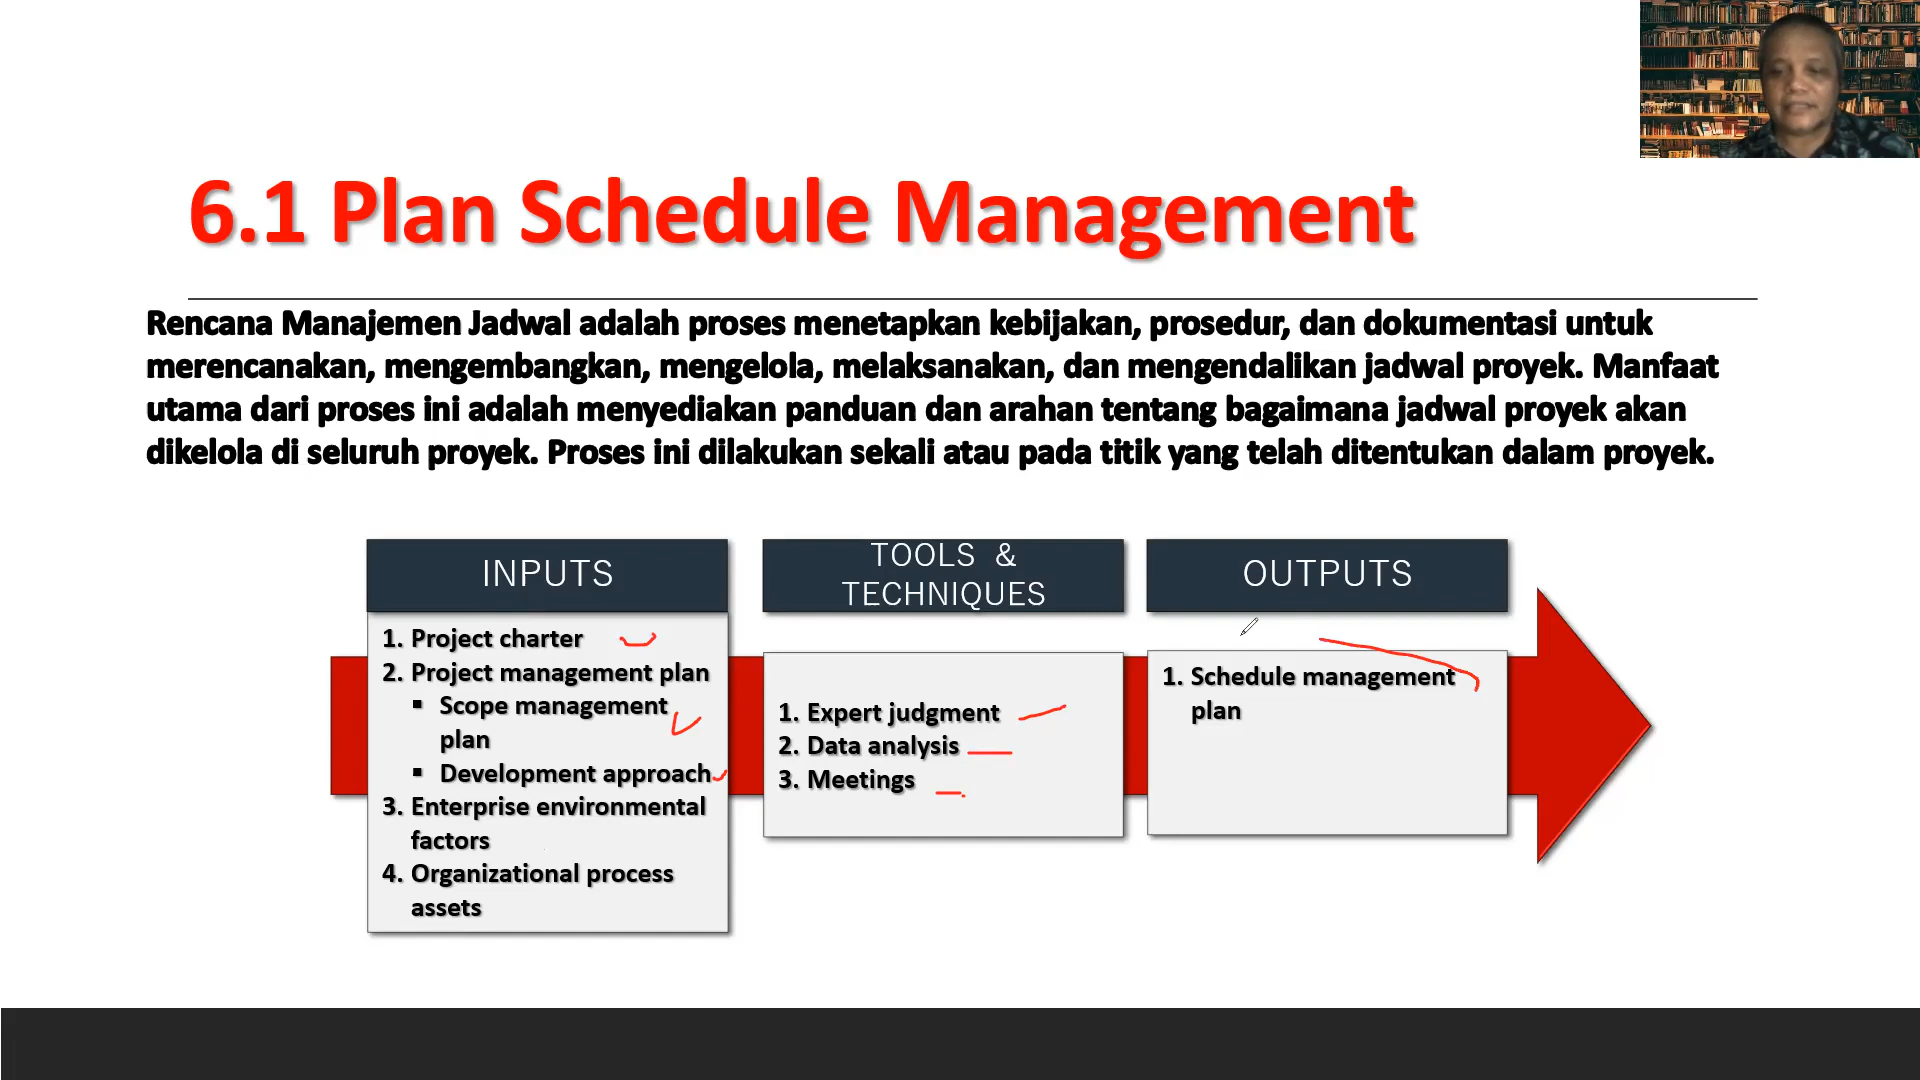 6.1 Plan Schedule Management
Rencana Manajemen Jadwal adalah proses menetapkan kebijakan, prosedur, dan dokumentasi untuk
merencanakan, mengembangkan, mengelola, melaksanakan, dan mengendalikan jadwal proyek. Manfaat
utama dari proses ini adalah menyediakan panduan dan arahan tentang bagaimana jadwal proyek akan
dikelola di seluruh proyek. Proses ini dilakukan sekali atau pada titik yang telah ditentukan dalam proyek.
INPUTS
1. Project charter
2. Project management plan
▪ Scope management
plan
▪ Development approach
3. Enterprise environmental
factors
4. Organizational process
assets
TOOLS &
TECHNIQUES
1. Expert judgment
2. Data analysis
3. Meetings
OUTPUTS
1. Schedule management
plan